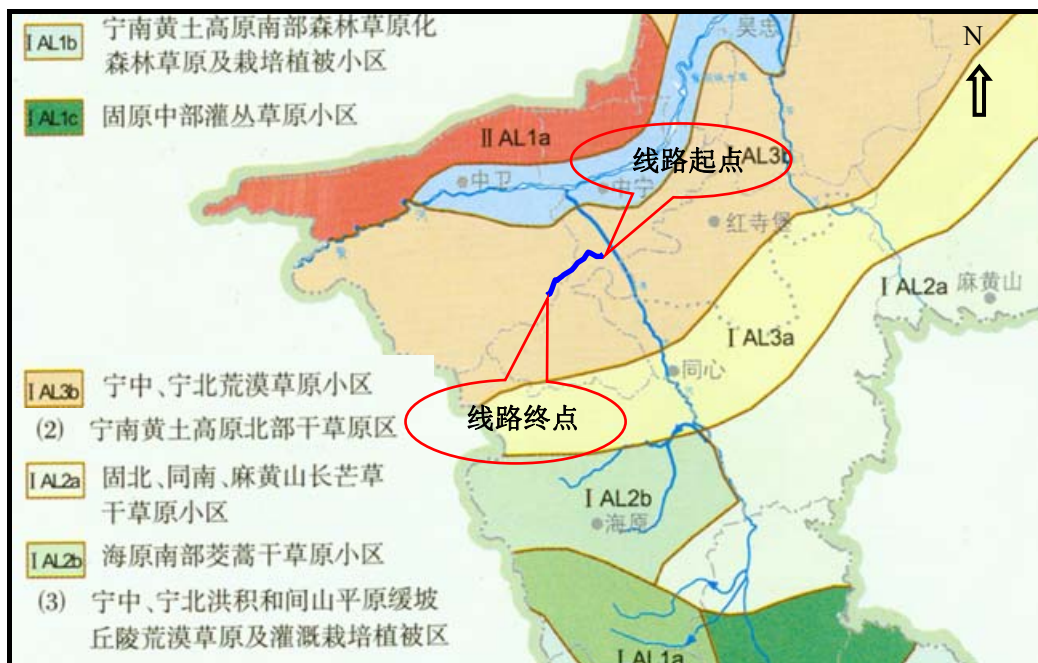 ⅠAL1b 宁南黄土高原南部森林草原化
森林草原及栽培植被小区
ⅠAL1c 固原中部灌丛草原小区
ⅠAL3b 宁中、宁北荒漠草原小区
(2) 宁南黄土高原北部干草原区
ⅠAL2a 固北、同南、麻黄山长芒草
干草原小区
ⅠAL2b 海原南部茭蒿干草原小区
(3) 宁中、宁北洪积和间山平原缓坡
丘陵荒漠草原及灌溉栽培植被区
吴忠
N
ⅡAL1a
线路起点
ⅠAL3b
中卫
中宁
红寺堡
黄
河
ⅠAL2a
麻黄山
ⅠAL3a
同心
线路终点
ⅠAL2b
海原
ⅠAL1a